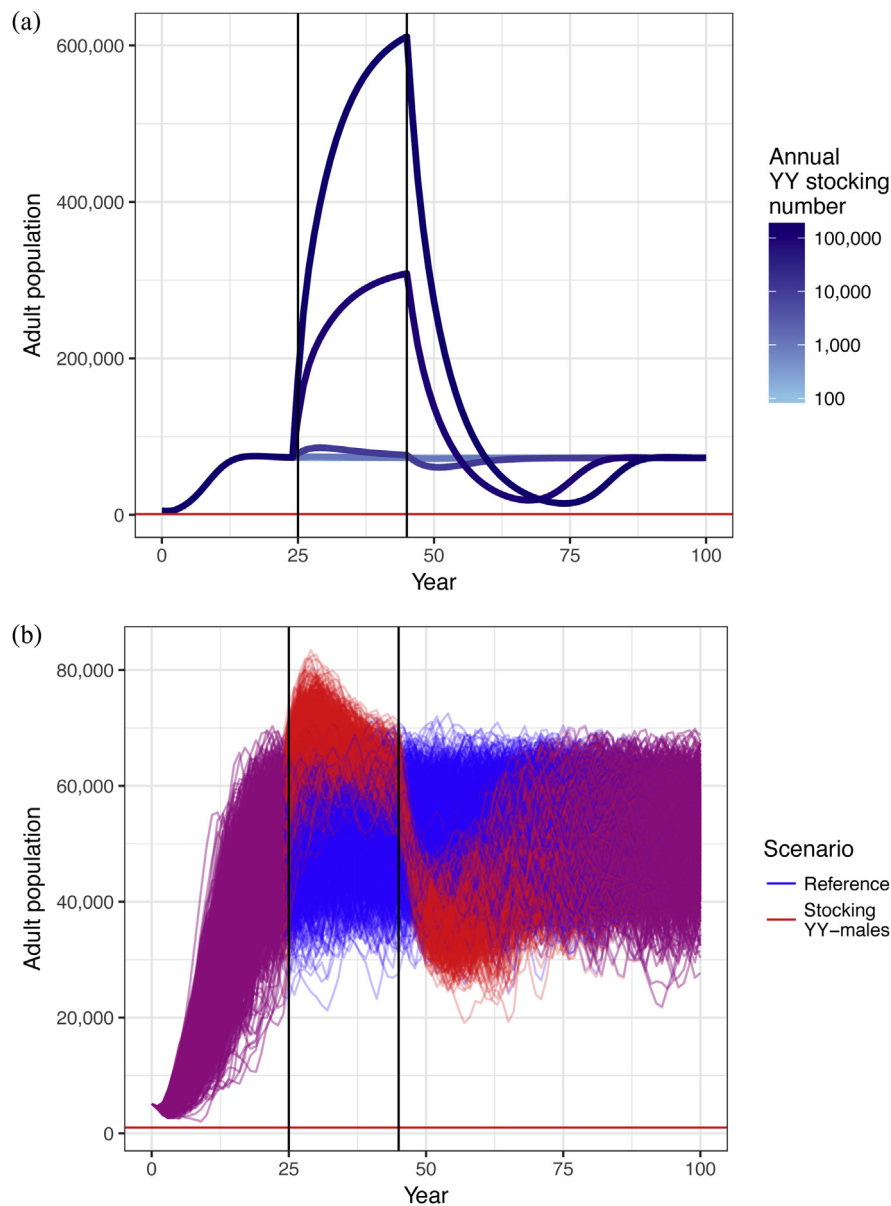 (a)
600,000
400,000
200,000
0
Adult population
0
25
50
75
100
Year
Annual
YY stocking
number
100,000
10,000
1,000
100
(b)
80,000
60,000
40,000
20,000
0
Adult population
0
25
50
75
100
Year
Scenario
Reference
Stocking
YY−males